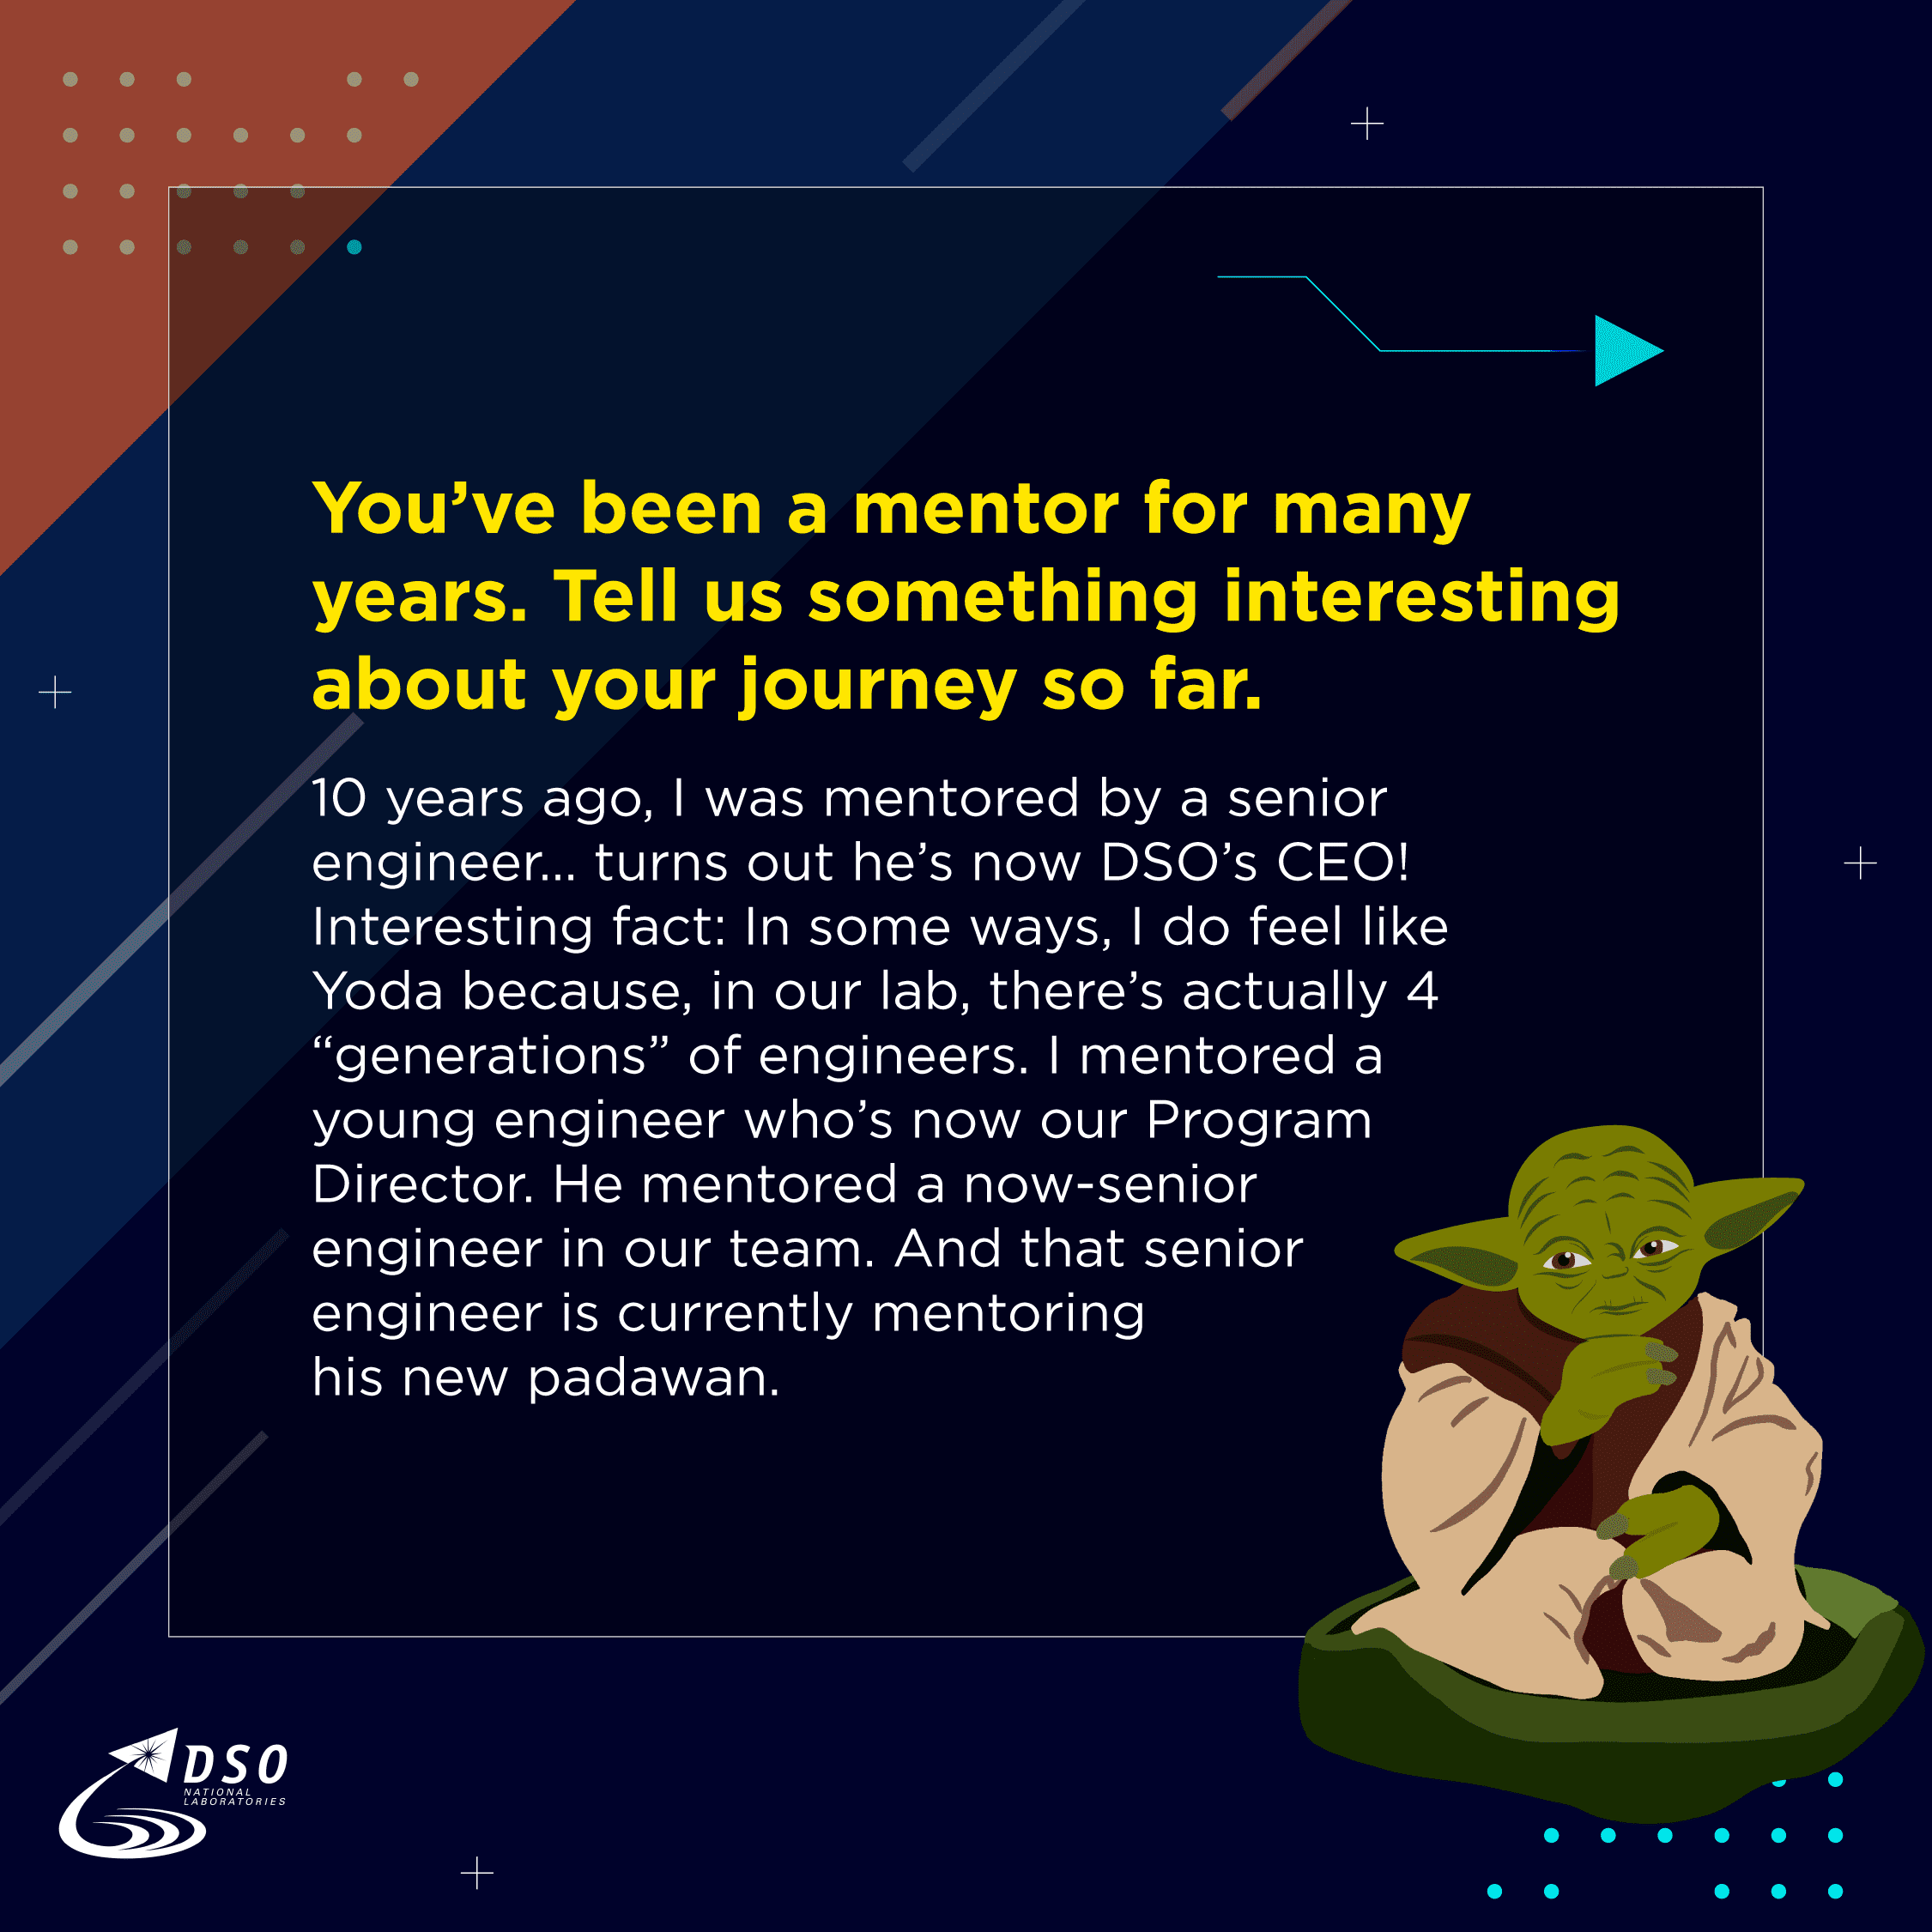 You’ve been a mentor for many
years. Tell us something interesting
about your journey so far.
10 years ago, I was mentored by a senior
engineer... turns out he’s now DSO’s CEO!
Interesting fact: In some ways, I do feel like
Yoda because, in our lab, there’s actually 4
“generations” of engineers. I mentored a
young engineer who’s now our Program
Director. He mentored a now-senior
engineer in our team. And that senior
engineer is currently mentoring
his new padawan.
DSO
NATIONAL
LABORATORIES